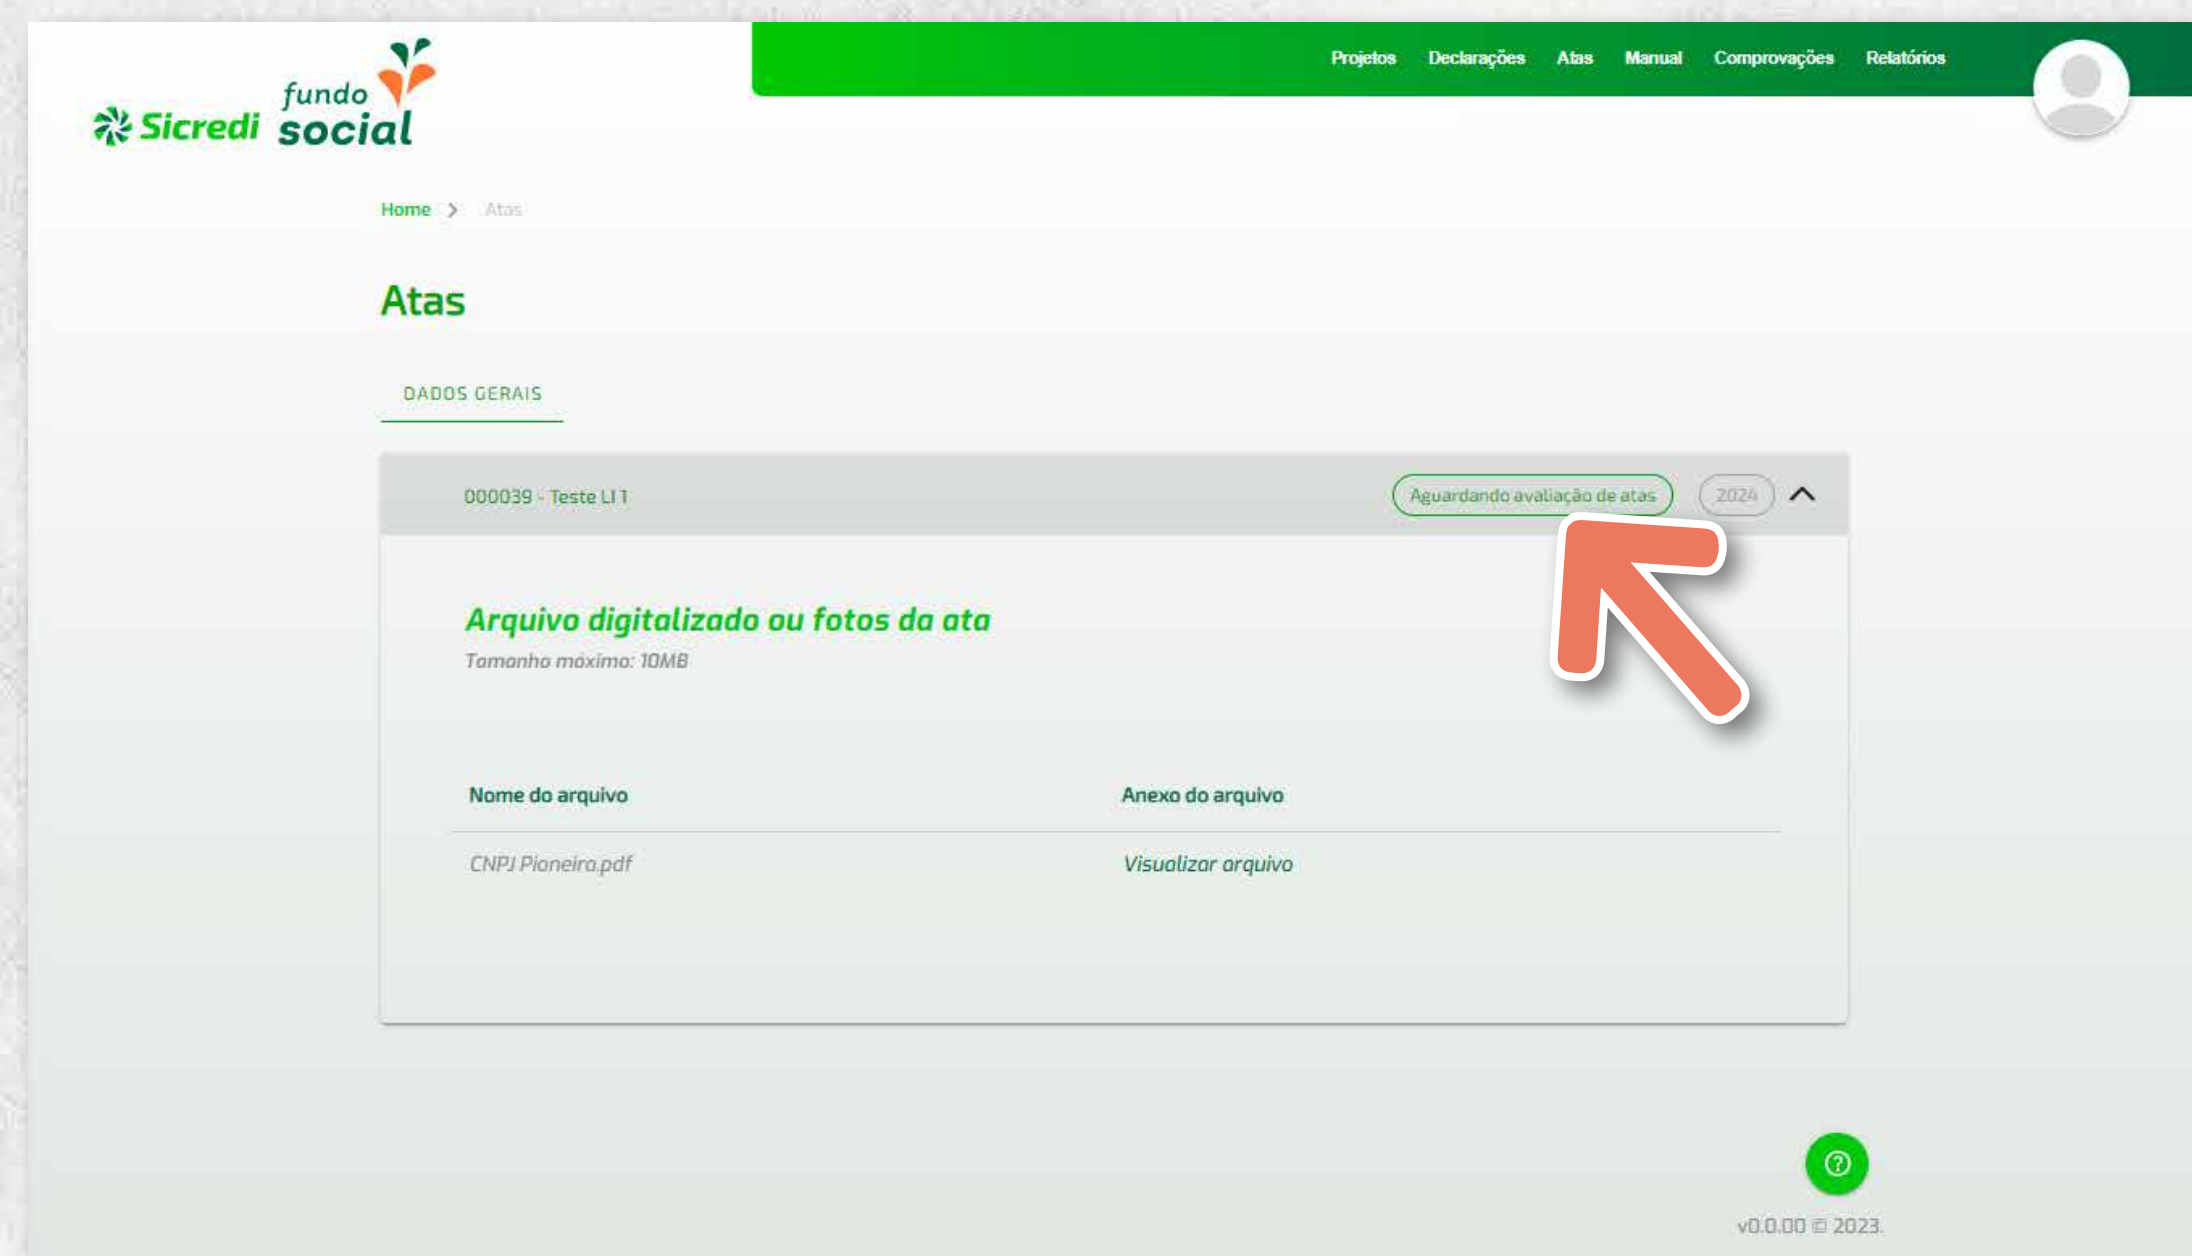 Projetos Declarações Atas Manual Comprovações Relatórios
Sicredi fundo social
Home > Atas
Atas
DADOS GERAIS
000039 - Teste LI 1 Aguardando avaliação de atas 2024
Arquivo digitalizado ou fotos da ata
Tamanho máximo: 10MB
Nome do arquivo Anexo do arquivo
CNPJ Pioneira.pdf Visualizar arquivo
v0.0.00 © 2023.